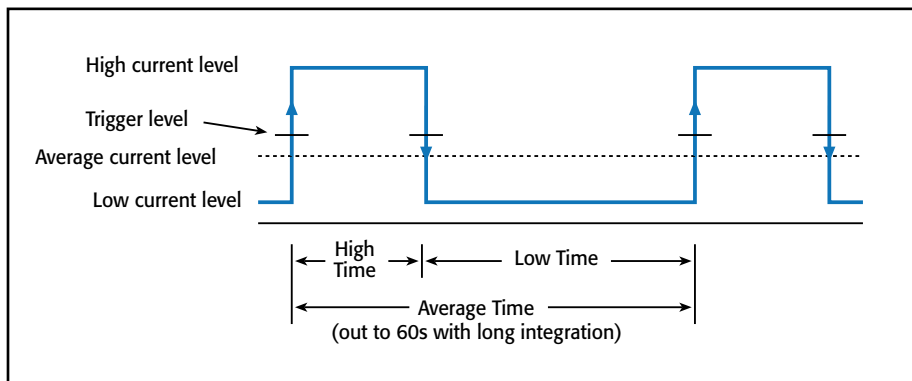 High current level
Trigger level
Average current level
Low current level
High
Time
Low Time
Average Time
(out to 60s with long integration)